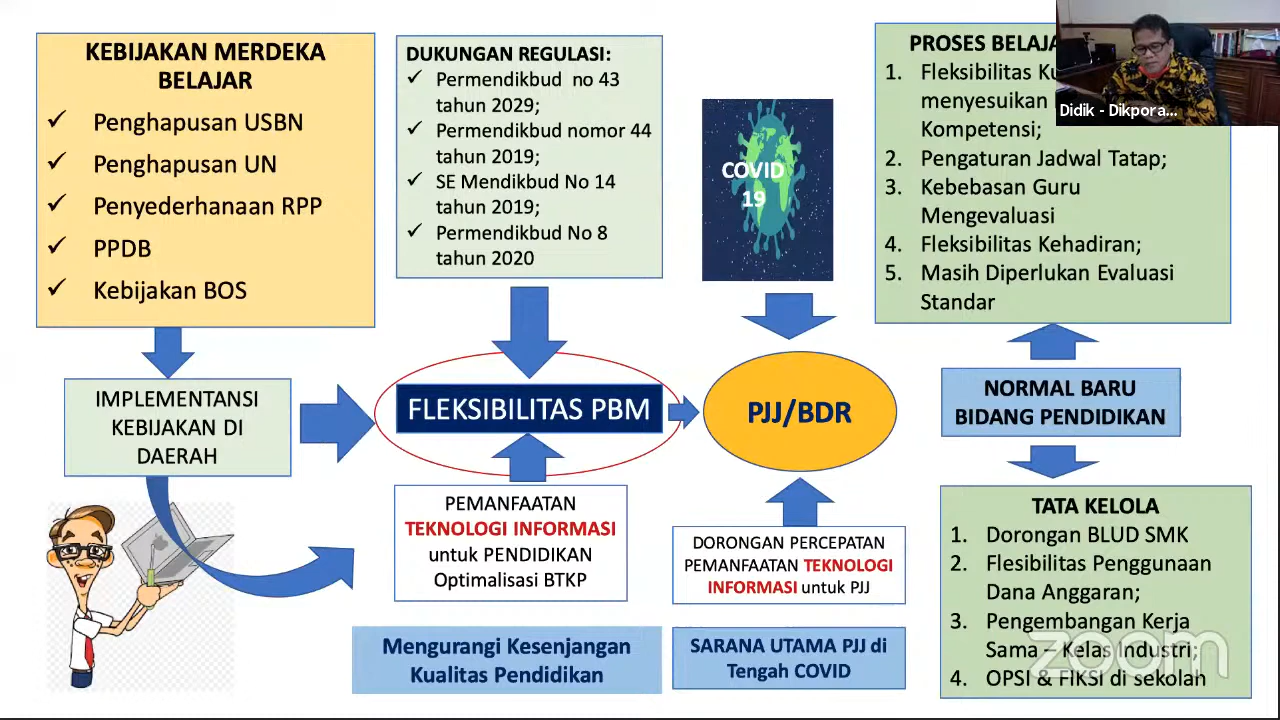 KEBIJAKAN MERDEKA
BELAJAR
✓ Penghapusan USBN
✓ Penghapusan UN
✓ Penyederhanaan RPP
✓ PPDB
✓ Kebijakan BOS
DUKUNGAN REGULASI:
✓ Permendikbud no 43
tahun 2029;
✓ Permendikbud nomor 44
tahun 2019;
✓ SE Mendikbud No 14
tahun 2019;
✓ Permendikbud No 8
tahun 2020
COVID
19
PROSES
1. Fleksibilitas
menyesuikan
Kompetensi;
2. Pengaturan Jadwal Tatap;
3. Kebebasan Guru
Mengevaluasi
4. Fleksibilitas Kehadiran;
5. Masih Diperlukan Evaluasi
Standar
Didik - Dikpora...
IMPLEMENTANSI
KEBIJAKAN DI
DAERAH
FLEKSIBILITAS PBM
PJJ/BDR
NORMAL BARU
BIDANG PENDIDIKAN
PEMANFAATAN
TEKNOLOGI INFORMASI
untuk PENDIDIKAN
Optimalisasi BTKP
DORONGAN PERCEPATAN
PEMANFAATAN TEKNOLOGI
INFORMASI untuk PJJ
TATA KELOLA
1. Dorongan BLUD SMK
2. Flesibilitas Penggunaan
Dana Anggaran;
3. Pengembangan Kerja
Sama – Kelas Industri;
4. OPSI & FIKSI di sekolah
Mengurangi Kesenjangan
Kualitas Pendidikan
SARANA UTAMA PJJ di
Tengah COVID
zoom